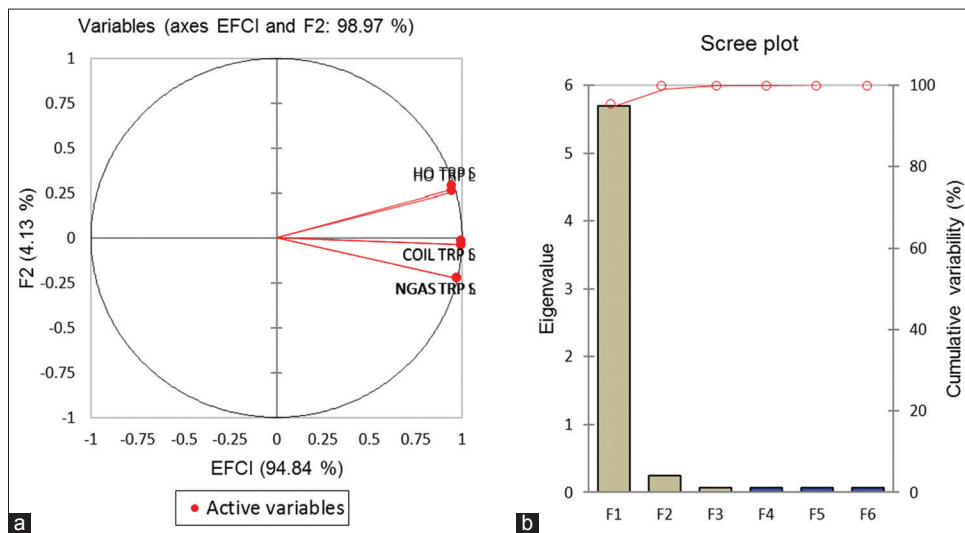 Variables (axes EFCI and F2: 98.97 %)
1
0.75
0.5
0.25
0
-0.25
-0.5
-0.75
-1
F2 (4.13 %)
HO TRP
HO TRP
COIL TRP
NGAS TRP
-1 -0.75 -0.5 -0.25 0 0.25 0.5 0.75 1
EFCI (94.84 %)
Active variables
a
Scree plot
6
5
4
3
2
1
0
Eigenvalue
100
80
60
40
20
0
Cumulative variability (%)
F1 F2 F3 F4 F5 F6
b